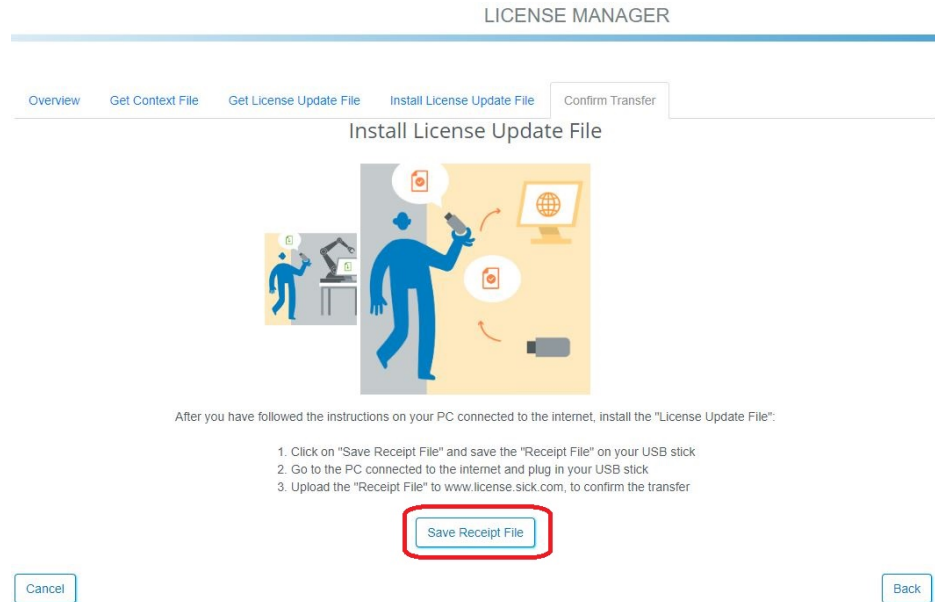 LICENSE MANAGER
Overview Get Context File Get License Update File Install License Update File Confirm Transfer
Install License Update File
After you have followed the instructions on your PC connected to the internet, install the "License Update File":
1. Click on "Save Receipt File" and save the "Receipt File" on your USB stick
2. Go to the PC connected to the internet and plug in your USB stick
3. Upload the "Receipt File" to www.license.sick.com, to confirm the transfer
Save Receipt File
Cancel Back